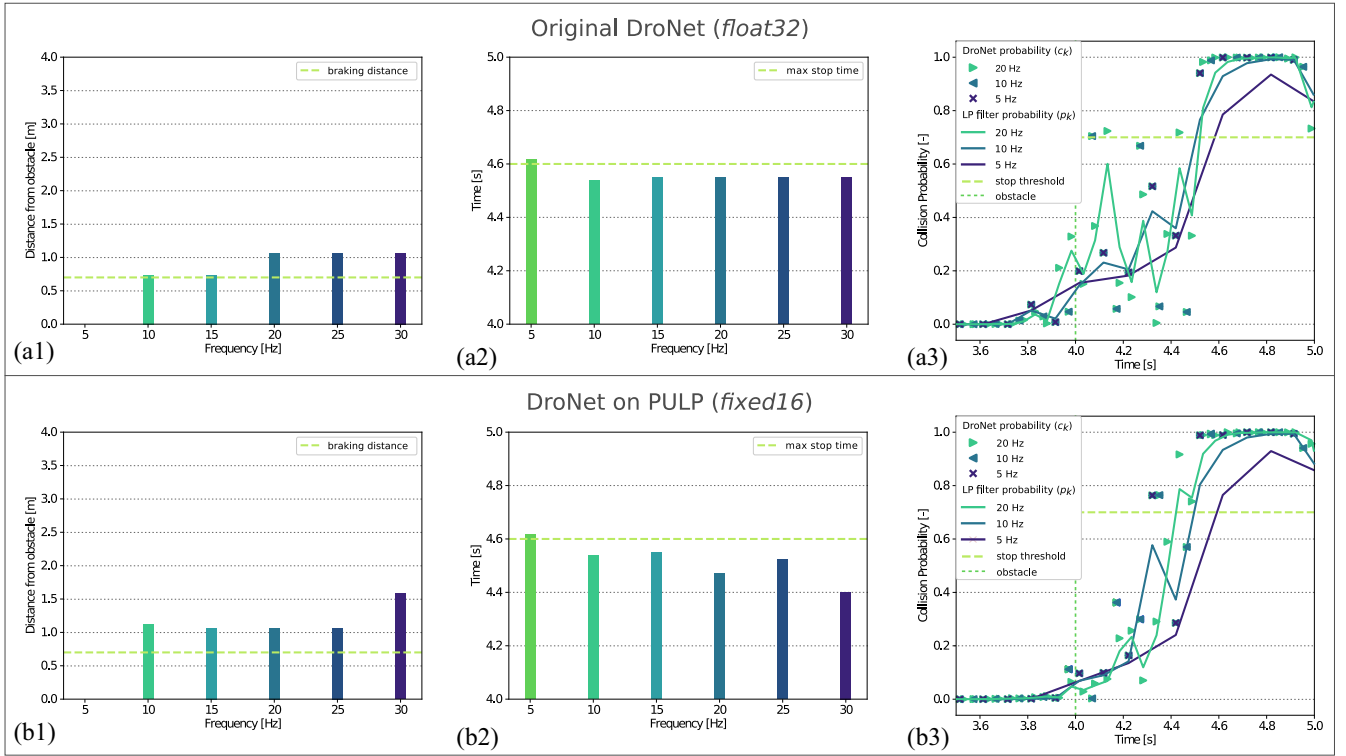 Original DroNet (float32)
4.0
3.5
3.0
2.5
2.0
1.5
1.0
0.5
0.0
Distance from obstacle [m]
braking distance
5 10 15 20 25 30
Frequency [Hz]
(a1)
5.0
4.8
4.6
4.4
4.2
4.0
Time [s]
max stop time
5 10 15 20 25 30
Frequency [Hz]
(a2)
1.0
0.8
0.6
0.4
0.2
0.0
Collision Probability [-]
DroNet probability (ck)
20 Hz
10 Hz
5 Hz
LP filter probability (pk)
20 Hz
10 Hz
5 Hz
stop threshold
obstacle
3.6 4.0 4.2 4.4 4.6 4.8 5.0
Time [s]
(a3)
DroNet on PULP (fixed16)
4.0
3.5
3.0
2.5
2.0
1.5
1.0
0.5
0.0
Distance from obstacle [m]
braking distance
5 10 15 20 25 30
Frequency [Hz]
(b1)
5.0
4.8
4.6
4.4
4.2
4.0
Time [s]
max stop time
5 10 15 20 25 30
Frequency [Hz]
(b2)
1.0
0.8
0.6
0.4
0.2
0.0
Collision Probability [-]
DroNet probability (ck)
20 Hz
10 Hz
5 Hz
LP filter probability (pk)
20 Hz
10 Hz
5 Hz
stop threshold
obstacle
3.6 4.0 4.2 4.4 4.6 4.8 5.0
Time [s]
(b3)